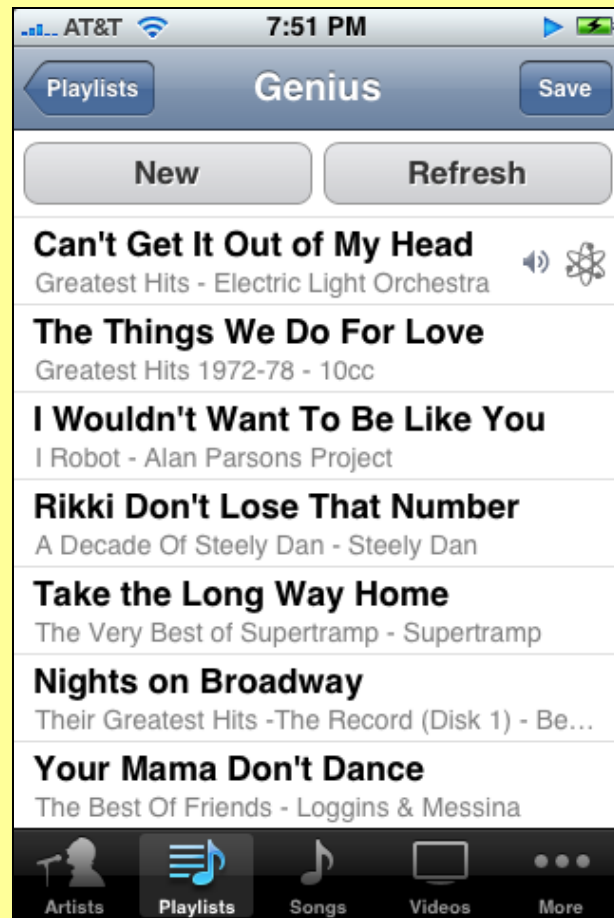 AT&T 7:51 PM
Playlists Genius Save
New Refresh
Can't Get It Out of My Head
Greatest Hits - Electric Light Orchestra
The Things We Do For Love
Greatest Hits 1972-78 - 10cc
I Wouldn't Want To Be Like You
I Robot - Alan Parsons Project
Rikki Don't Lose That Number
A Decade Of Steely Dan - Steely Dan
Take the Long Way Home
The Very Best of Supertramp - Supertramp
Nights on Broadway
Their Greatest Hits -The Record (Disk 1) - Be...
Your Mama Don't Dance
The Best Of Friends - Loggins & Messina
Artists Playlists Songs Videos More